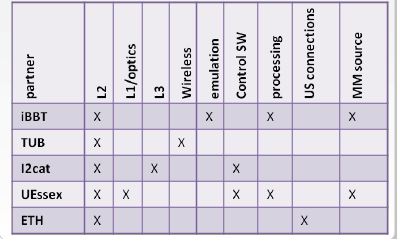 partner L2 L1/optics L3 Wireless emulation Control SW processing US connections MM source
iBBT X X X X
TUB X X
I2cat X X X
UEssex X X X X X
ETH X X